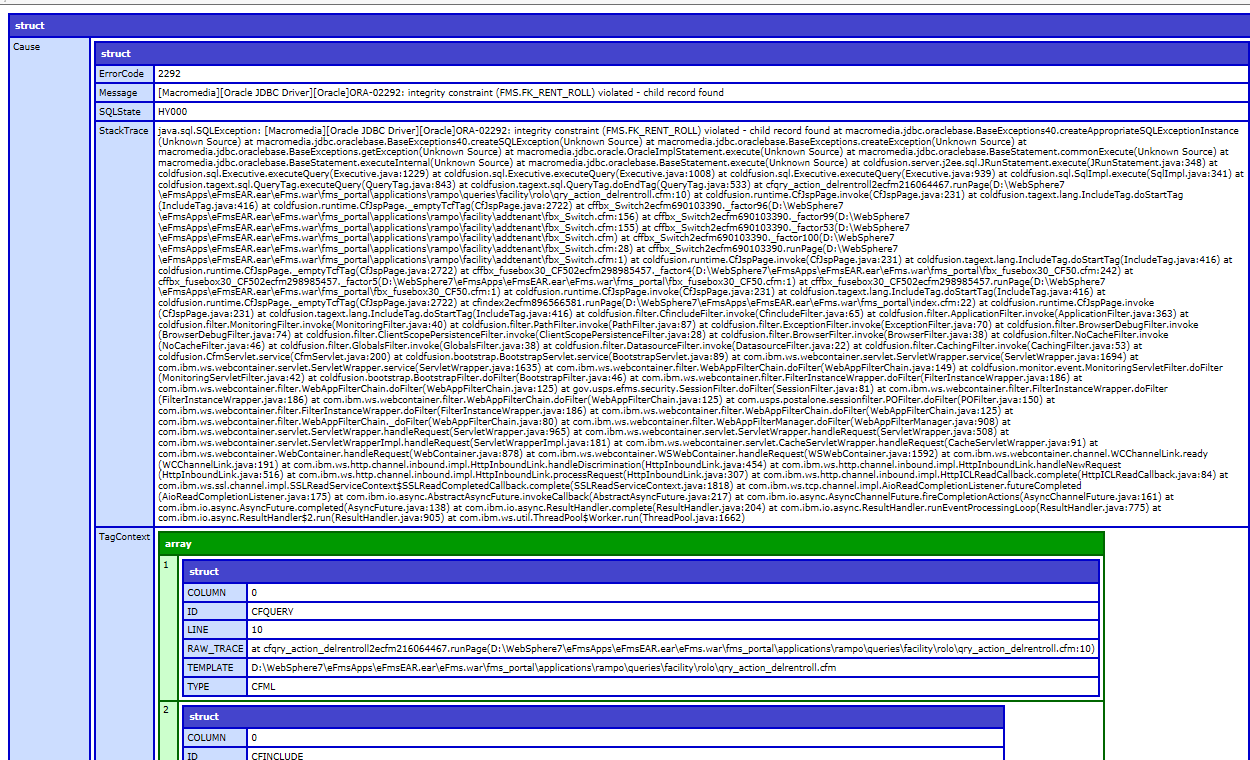 struct
Cause
struct
ErrorCode 2292
Message [Macromedia][Oracle JDBC Driver][Oracle]ORA-02292: integrity constraint (FMS.FK_RENT_ROLL) violated - child record found
SQLState HY000
StackTrace java.sql.SQLException: [Macromedia][Oracle JDBC Driver][Oracle]ORA-02292: integrity constraint (FMS.FK_RENT_ROLL) violated - child record found at macromedia.jdbc.oraclebase.BaseExceptions40.createAppropriateSQLExceptionInstance
(Unknown Source) at macromedia.jdbc.oraclebase.BaseExceptions40.createSQLException(Unknown Source) at macromedia.jdbc.oraclebase.BaseExceptions.createException(Unknown Source) at
macromedia.jdbc.oraclebase.BaseExceptions.getException(Unknown Source) at macromedia.jdbc.oracle.OracleImplStatement.execute(Unknown Source) at macromedia.jdbc.oraclebase.BaseStatement.commonExecute(Unknown Source) at
macromedia.jdbc.oraclebase.BaseStatement.executeInternal(Unknown Source) at macromedia.jdbc.oraclebase.BaseStatement.execute(Unknown Source) at coldfusion.server.j2ee.sql.JRunStatement.execute(JRunStatement.java:348) at
coldfusion.sql.Executive.executeQuery(Executive.java:1229) at coldfusion.sql.Executive.executeQuery(Executive.java:1008) at coldfusion.sql.Executive.executeQuery(Executive.java:939) at coldfusion.sql.SqlImpl.execute(SqlImpl.java:341) at
coldfusion.tagext.sql.QueryTag.executeQuery(QueryTag.java:843) at coldfusion.tagext.sql.QueryTag.doEndTag(QueryTag.java:533) at cfqry_action_delrentroll2ecfm216064467.runPage(D:\WebSphere7
\eFmsApps\eFmsEAR.ear\eFms.war\fms_portal\applications\rampo\queries\facility\rolo\qry_action_delrentroll.cfm:10) at coldfusion.runtime.CfJspPage.invoke(CfJspPage.java:231) at coldfusion.tagext.lang.IncludeTag.doStartTag
(IncludeTag.java:416) at coldfusion.runtime.CfJspPage._emptyTcfTag(CfJspPage.java:2722) at cffbx_Switch2ecfm690103390._factor96(D:\WebSphere7
\eFmsApps\eFmsEAR.ear\eFms.war\fms_portal\applications\rampo\facility\addtenant\fbx_Switch.cfm:156) at cffbx_Switch2ecfm690103390._factor99(D:\WebSphere7
\eFmsApps\eFmsEAR.ear\eFms.war\fms_portal\applications\rampo\facility\addtenant\fbx_Switch.cfm:155) at cffbx_Switch2ecfm690103390._factor53(D:\WebSphere7
\eFmsApps\eFmsEAR.ear\eFms.war\fms_portal\applications\rampo\facility\addtenant\fbx_Switch.cfm) at cffbx_Switch2ecfm690103390._factor100(D:\WebSphere7
\eFmsApps\eFmsEAR.ear\eFms.war\fms_portal\applications\rampo\facility\addtenant\fbx_Switch.cfm:28) at cffbx_Switch2ecfm690103390.runPage(D:\WebSphere7
\eFmsApps\eFmsEAR.ear\eFms.war\fms_portal\applications\rampo\facility\addtenant\fbx_Switch.cfm:1) at coldfusion.runtime.CfJspPage.invoke(CfJspPage.java:231) at coldfusion.tagext.lang.IncludeTag.doStartTag(IncludeTag.java:416) at
coldfusion.runtime.CfJspPage._emptyTcfTag(CfJspPage.java:2722) at cffbx_fusebox30_CF502ecfm298985457._factor4(D:\WebSphere7\eFmsApps\eFmsEAR.ear\eFms.war\fms_portal\fbx_fusebox30_CF50.cfm:242) at
cffbx_fusebox30_CF502ecfm298985457._factor5(D:\WebSphere7\eFmsApps\eFmsEAR.ear\eFms.war\fms_portal\fbx_fusebox30_CF50.cfm:1) at cffbx_fusebox30_CF502ecfm298985457.runPage(D:\WebSphere7
\eFmsApps\eFmsEAR.ear\eFms.war\fms_portal\fbx_fusebox30_CF50.cfm:1) at coldfusion.runtime.CfJspPage.invoke(CfJspPage.java:231) at coldfusion.tagext.lang.IncludeTag.doStartTag(IncludeTag.java:416) at
coldfusion.runtime.CfJspPage._emptyTcfTag(CfJspPage.java:2722) at cfindex2ecfm896566581.runPage(D:\WebSphere7\eFmsApps\eFmsEAR.ear\eFms.war\fms_portal\index.cfm:22) at coldfusion.runtime.CfJspPage.invoke
(CfJspPage.java:231) at coldfusion.tagext.lang.IncludeTag.doStartTag(IncludeTag.java:416) at coldfusion.filter.CfincludeFilter.invoke(CfincludeFilter.java:65) at coldfusion.filter.ApplicationFilter.invoke(ApplicationFilter.java:363) at
coldfusion.filter.MonitoringFilter.invoke(MonitoringFilter.java:40) at coldfusion.filter.PathFilter.invoke(PathFilter.java:87) at coldfusion.filter.ExceptionFilter.invoke(ExceptionFilter.java:70) at coldfusion.filter.BrowserDebugFilter.invoke
(BrowserDebugFilter.java:74) at coldfusion.filter.ClientScopePersistenceFilter.invoke(ClientScopePersistenceFilter.java:28) at coldfusion.filter.BrowserFilter.invoke(BrowserFilter.java:38) at coldfusion.filter.NoCacheFilter.invoke
(NoCacheFilter.java:46) at coldfusion.filter.GlobalsFilter.invoke(GlobalsFilter.java:38) at coldfusion.filter.DatasourceFilter.invoke(DatasourceFilter.java:22) at coldfusion.filter.CachingFilter.invoke(CachingFilter.java:53) at
coldfusion.CfmServlet.service(CfmServlet.java:200) at coldfusion.bootstrap.BootstrapServlet.service(BootstrapServlet.java:89) at com.ibm.ws.webcontainer.servlet.ServletWrapper.service(ServletWrapper.java:1694) at
com.ibm.ws.webcontainer.servlet.ServletWrapper.service(ServletWrapper.java:1635) at com.ibm.ws.webcontainer.filter.WebAppFilterChain.doFilter(WebAppFilterChain.java:149) at coldfusion.monitor.event.MonitoringServletFilter.doFilter
(MonitoringServletFilter.java:42) at coldfusion.bootstrap.BootstrapFilter.doFilter(BootstrapFilter.java:46) at com.ibm.ws.webcontainer.filter.FilterInstanceWrapper.doFilter(FilterInstanceWrapper.java:186) at
com.ibm.ws.webcontainer.filter.WebAppFilterChain.doFilter(WebAppFilterChain.java:125) at gov.usps.efms.security.SessionFilter.doFilter(SessionFilter.java:81) at com.ibm.ws.webcontainer.filter.FilterInstanceWrapper.doFilter
(FilterInstanceWrapper.java:186) at com.ibm.ws.webcontainer.filter.WebAppFilterChain.doFilter(WebAppFilterChain.java:125) at com.usps.postalone.sessionfilter.POFilter.doFilter(POFilter.java:150) at
com.ibm.ws.webcontainer.filter.FilterInstanceWrapper.doFilter(FilterInstanceWrapper.java:186) at com.ibm.ws.webcontainer.filter.WebAppFilterChain.doFilter(WebAppFilterChain.java:125) at
com.ibm.ws.webcontainer.filter.WebAppFilterChain._doFilter(WebAppFilterChain.java:80) at com.ibm.ws.webcontainer.filter.WebAppFilterManager.doFilter(WebAppFilterManager.java:908) at
com.ibm.ws.webcontainer.servlet.ServletWrapper.handleRequest(ServletWrapper.java:965) at com.ibm.ws.webcontainer.servlet.ServletWrapper.handleRequest(ServletWrapper.java:508) at
com.ibm.ws.webcontainer.servlet.ServletWrapperImpl.handleRequest(ServletWrapperImpl.java:181) at com.ibm.ws.webcontainer.servlet.CacheServletWrapper.handleRequest(CacheServletWrapper.java:91) at
com.ibm.ws.webcontainer.WebContainer.handleRequest(WebContainer.java:878) at com.ibm.ws.webcontainer.WSWebContainer.handleRequest(WSWebContainer.java:1592) at com.ibm.ws.webcontainer.channel.WCChannelLink.ready
(WCChannelLink.java:191) at com.ibm.ws.http.channel.inbound.impl.HttpInboundLink.handleDiscrimination(HttpInboundLink.java:454) at com.ibm.ws.http.channel.inbound.impl.HttpInboundLink.handleNewRequest
(HttpInboundLink.java:516) at com.ibm.ws.http.channel.inbound.impl.HttpInboundLink.processRequest(HttpInboundLink.java:307) at com.ibm.ws.http.channel.inbound.impl.HttpICLReadCallback.complete(HttpICLReadCallback.java:84) at
com.ibm.ws.ssl.channel.impl.SSLReadServiceContext$SSLReadCompletedCallback.complete(SSLReadServiceContext.java:1818) at com.ibm.ws.tcp.channel.impl.AioReadCompletionListener.futureCompleted
(AioReadCompletionListener.java:175) at com.ibm.io.async.AbstractAsyncFuture.invokeCallback(AbstractAsyncFuture.java:217) at com.ibm.io.async.AsyncChannelFuture.fireCompletionActions(AsyncChannelFuture.java:161) at
com.ibm.io.async.AsyncFuture.completed(AsyncFuture.java:138) at com.ibm.io.async.ResultHandler.complete(ResultHandler.java:204) at com.ibm.io.async.ResultHandler.runEventProcessingLoop(ResultHandler.java:775) at
com.ibm.io.async.ResultHandler$2.run(ResultHandler.java:905) at com.ibm.ws.util.ThreadPool$Worker.run(ThreadPool.java:1662)
TagContext
array
1
struct
COLUMN 0
ID CFQUERY
LINE 10
RAW_TRACE at cfqry_action_delrentroll2ecfm216064467.runPage(D:\WebSphere7\eFmsApps\eFmsEAR.ear\eFms.war\fms_portal\applications\rampo\queries\facility\rolo\qry_action_delrentroll.cfm:10)
TEMPLATE D:\WebSphere7\eFmsApps\eFmsEAR.ear\eFms.war\fms_portal\applications\rampo\queries\facility\rolo\qry_action_delrentroll.cfm
TYPE CFML
2
struct
COLUMN 0
ID CFINCLUDE